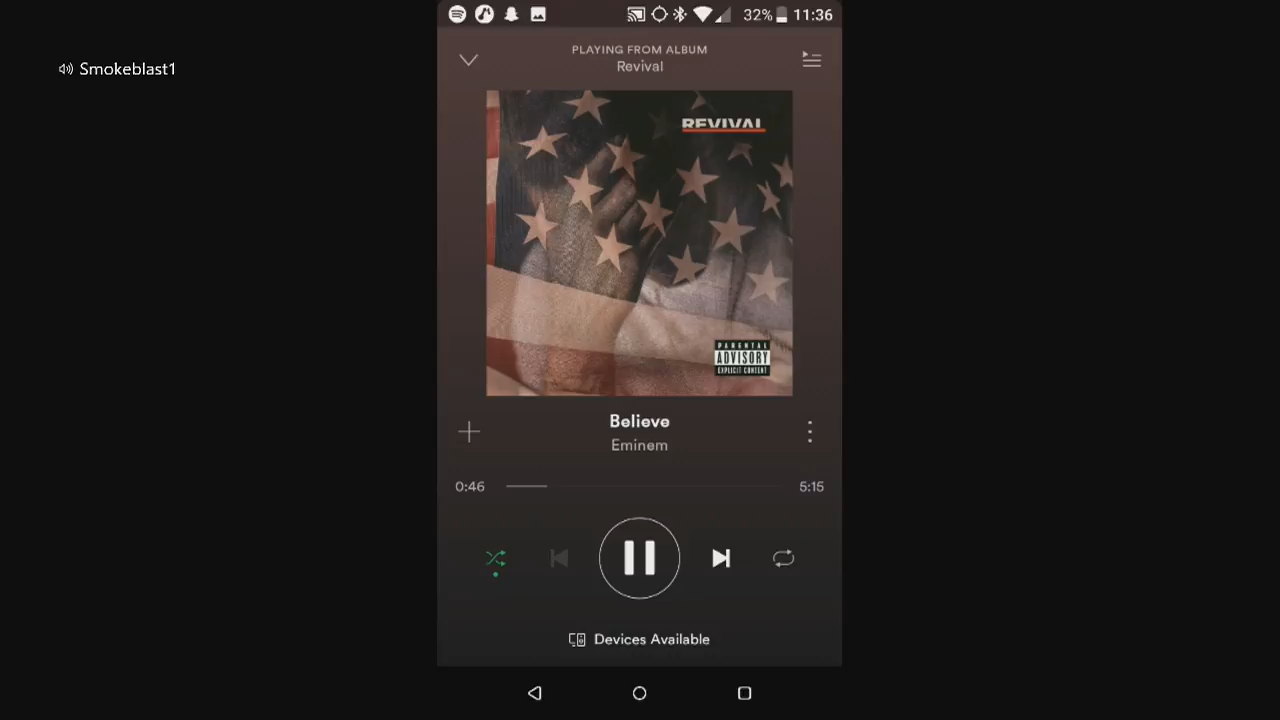 32% 11:36
PLAYING FROM ALBUM
Revival
Smokeblast1
REVIVAL
PARENTAL
ADVISORY
EXPLICIT CONTENT
Believe
Eminem
0:46 5:15
Devices Available